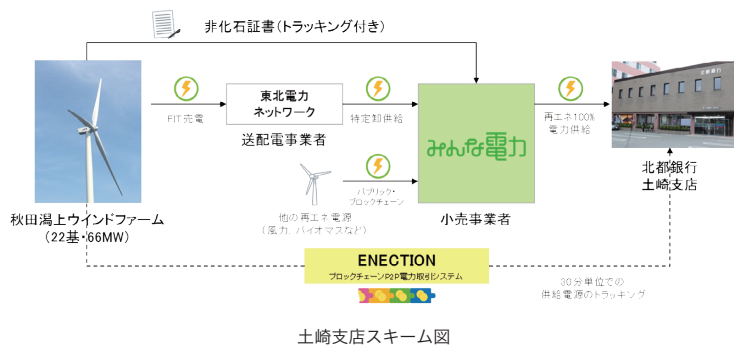 非化石証書(トラッキング付き)
東北電力
ネットワーク
送配電事業者
FIT売電
特定卸供給
みんな電力
小売事業者
再エネ100%
電力供給
北都銀行
北都銀行
土崎支店
秋田潟上ウインドファーム
(22基・66MW)
他の再エネ電源
(風力、バイオマスなど)
パブリック・
ブロックチェーン
ENECTION
ブロックチェーンP2P電力取引システム
30分単位での
供給電源のトラッキング
土崎支店スキーム図